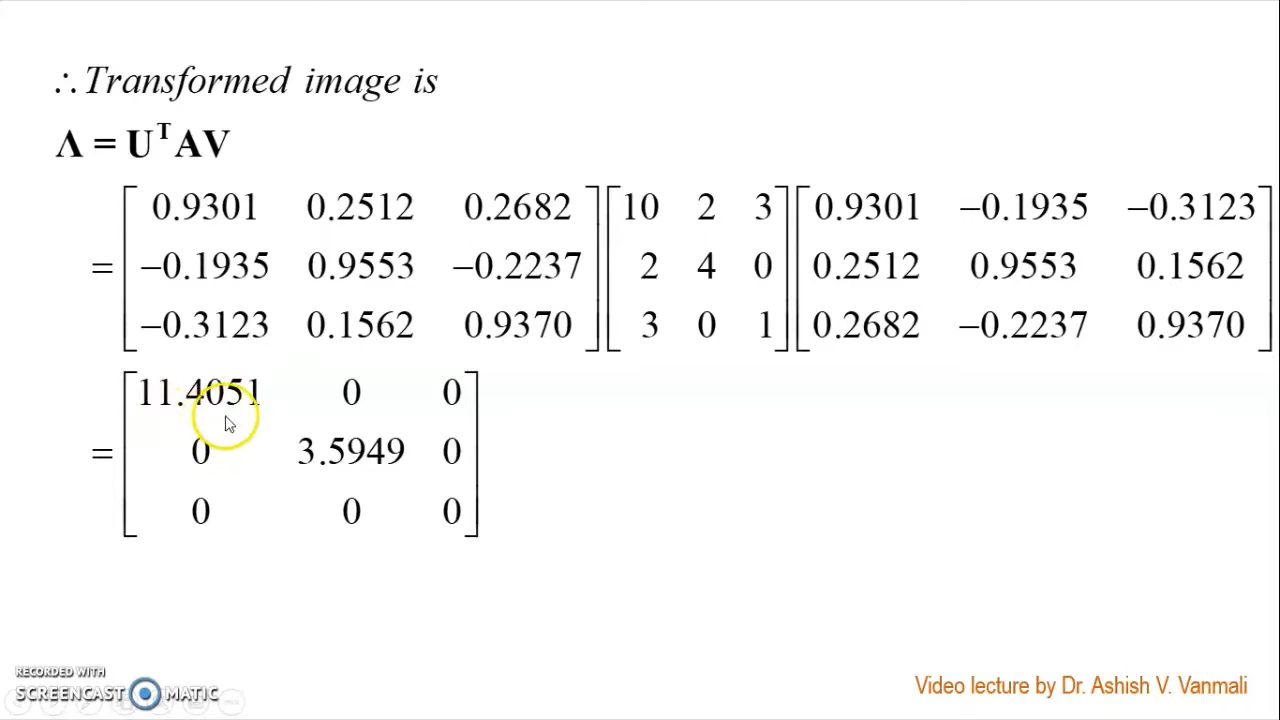 ∴ Transformed image is
Λ = UᵀAV
= [ 0.9301 0.2512 0.2682 ] [ 10 2 3 ] [ 0.9301 −0.1935 −0.3123 ]
[ −0.1935 0.9553 −0.2237 ] [ 2 4 0 ] [ 0.2512 0.9553 0.1562 ]
[ −0.3123 0.1562 0.9370 ] [ 3 0 1 ] [ 0.2682 −0.2237 0.9370 ]
= [ 11.4051 0 0 ]
[ 0 3.5949 0 ]
[ 0 0 0 ]
RECORDED WITH
SCREENCAST MATIC
Video lecture by Dr. Ashish V. Vanmali